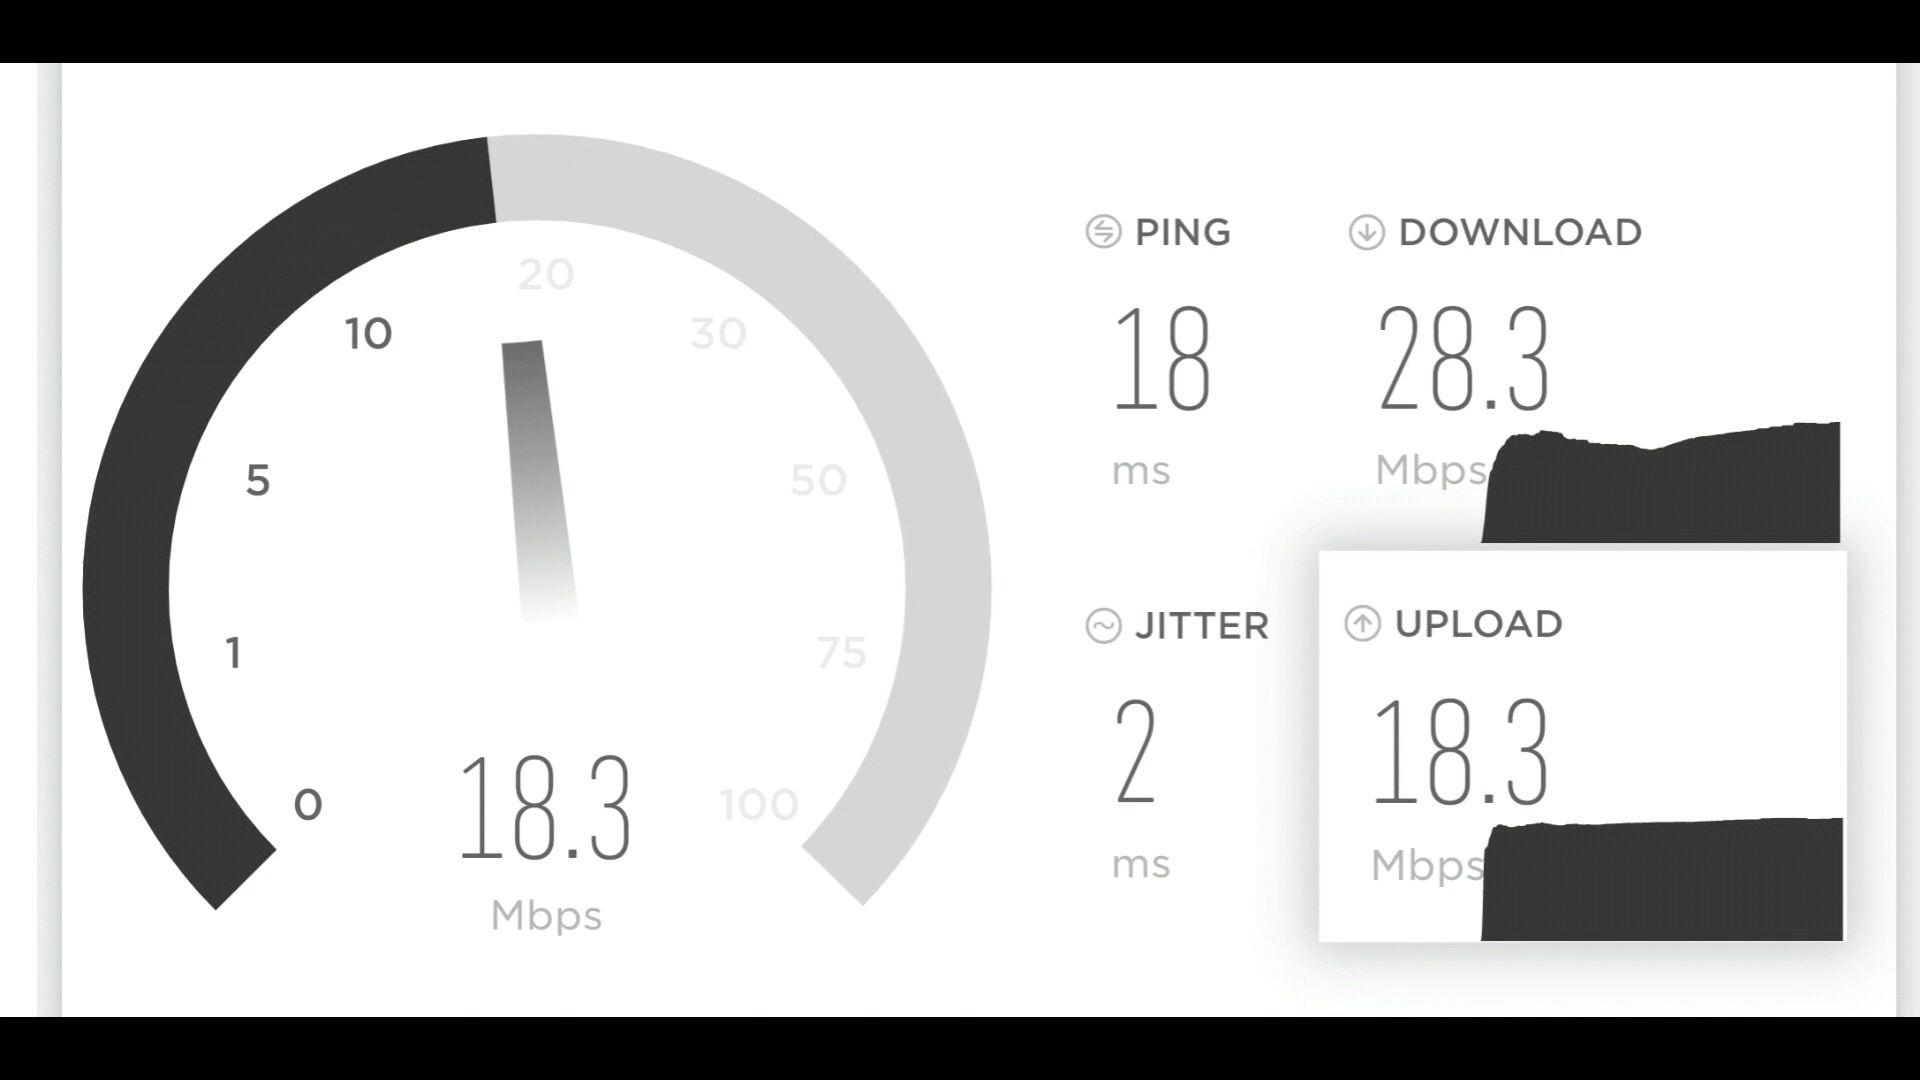 20
10
30
5
50
1
75
0
100
18.3
Mbps
PING
18
ms
DOWNLOAD
28.3
Mbps
JITTER
2
ms
UPLOAD
18.3
Mbps